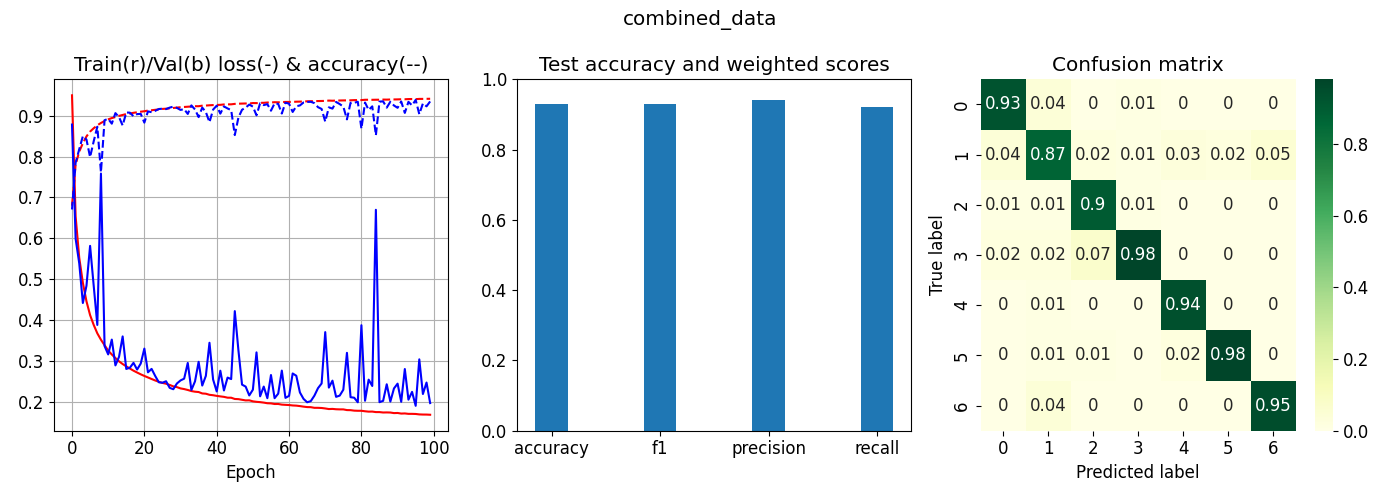 combined_data
Train(r)/Val(b) loss(-) & accuracy(--)
0.9
0.8
0.7
0.6
0.5
0.4
0.3
0.2
0 20 40 60 80 100
Epoch
Test accuracy and weighted scores
1.0
0.8
0.6
0.4
0.2
0.0
accuracy f1 precision recall
Confusion matrix
True label
0 0.93 0.04 0 0.01 0 0 0
1 0.04 0.87 0.02 0.01 0.03 0.02 0.05
2 0.01 0.01 0.9 0.01 0 0 0
3 0.02 0.02 0.07 0.98 0 0 0
4 0 0.01 0 0 0.94 0 0
5 0 0.01 0.01 0 0.02 0.98 0
6 0 0.04 0 0 0 0 0.95
0 1 2 3 4 5 6
Predicted label
0.8
0.6
0.4
0.2
0.0